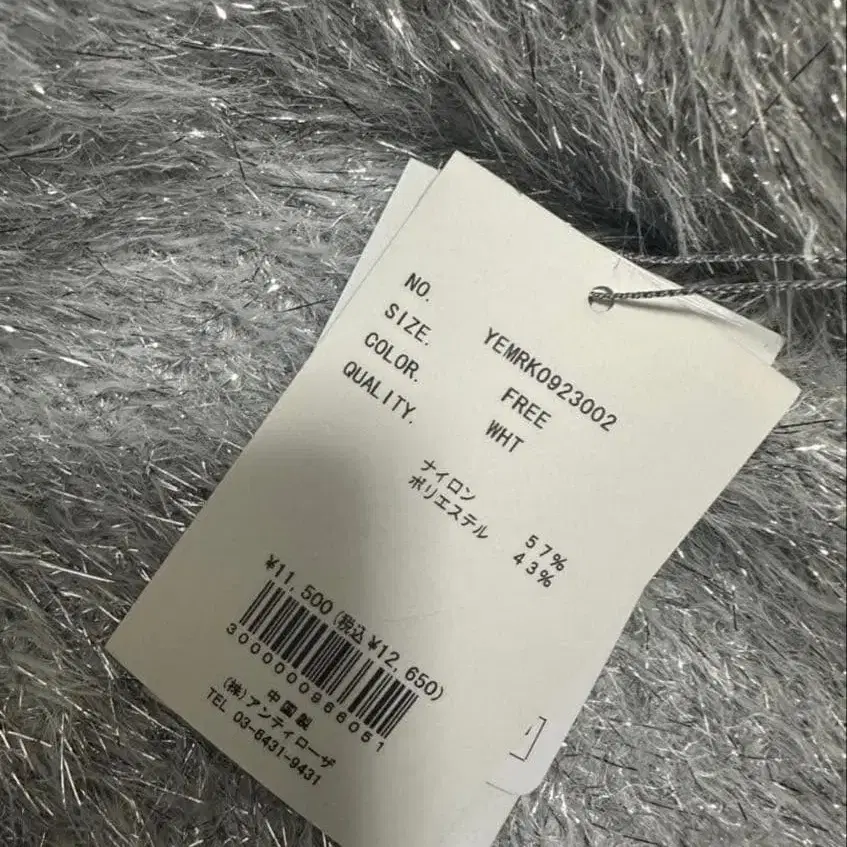 NO. YEMRK0923002
SIZE. FREE
COLOR. WHT
QUALITY.
ナイロン 57%
ポリエステル 43%
¥11,500(税込¥12,650)
3000000966051
中国製
(株)アンティローザ
TEL 03-6431-9431